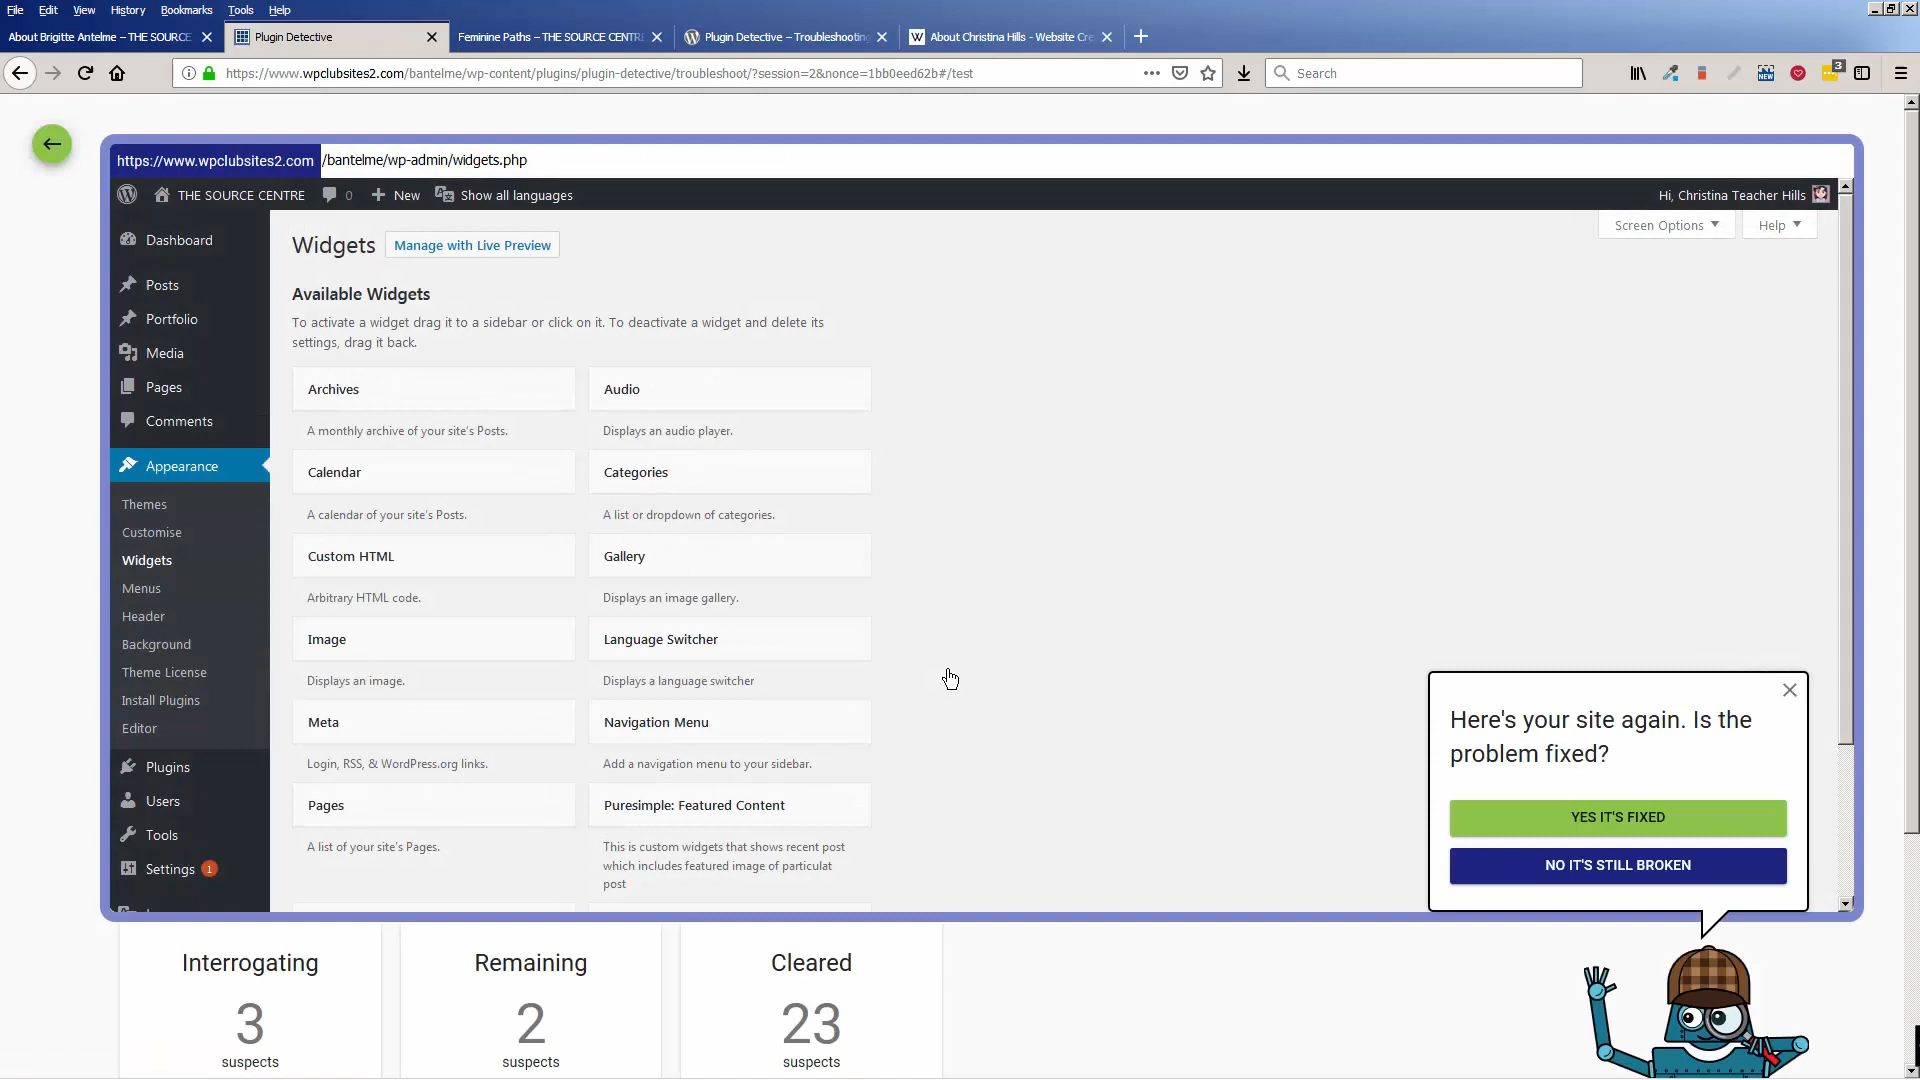 File Edit View History Bookmarks Tools Help
About Brigitte Antelme – THE SOURCE
Plugin Detective
Feminine Paths – THE SOURCE CENTR
Plugin Detective – Troubleshooting
About Christina Hills - Website Cre
https://www.wpclubsites2.com/bantelme/wp-content/plugins/plugin-detective/troubleshoot/?session=2&nonce=1bb0eed62b#/test
Search
NEW
3
https://www.wpclubsites2.com /bantelme/wp-admin/widgets.php
THE SOURCE CENTRE 0 New Show all languages
Hi, Christina Teacher Hills
Screen Options Help
Dashboard
Posts
Portfolio
Media
Pages
Comments
Appearance
Themes
Customise
Widgets
Menus
Header
Background
Theme License
Install Plugins
Editor
Plugins
Users
Tools
Settings 1
Widgets Manage with Live Preview
Available Widgets
To activate a widget drag it to a sidebar or click on it. To deactivate a widget and delete its
settings, drag it back.
Archives
A monthly archive of your site's Posts.
Audio
Displays an audio player.
Calendar
A calendar of your site's Posts.
Categories
A list or dropdown of categories.
Custom HTML
Arbitrary HTML code.
Gallery
Displays an image gallery.
Image
Displays an image.
Language Switcher
Displays a language switcher
Meta
Login, RSS, & WordPress.org links.
Navigation Menu
Add a navigation menu to your sidebar.
Pages
A list of your site's Pages.
Puresimple: Featured Content
This is custom widgets that shows recent post
which includes featured image of particulat
post
Here's your site again. Is the
problem fixed?
YES IT'S FIXED
NO IT'S STILL BROKEN
Interrogating
3
suspects
Remaining
2
suspects
Cleared
23
suspects